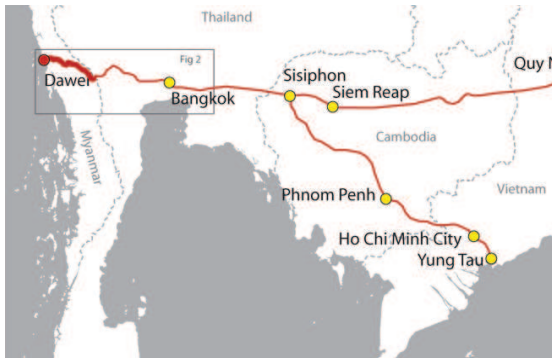 Thailand
Fig 2
Dawei
Bangkok
Sisiphon
Siem Reap
Quy N
Myanmar
Cambodia
Phnom Penh
Vietnam
Ho Chi Minh City
Yung Tau